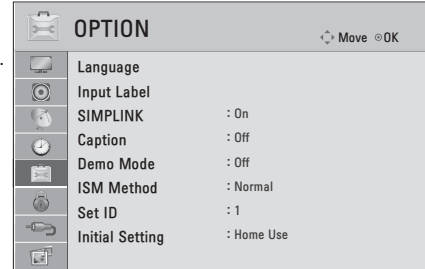 OPTION
Move OK
Language
Input Label
SIMPLINK : On
Caption : Off
Demo Mode : Off
ISM Method : Normal
Set ID : 1
Initial Setting : Home Use